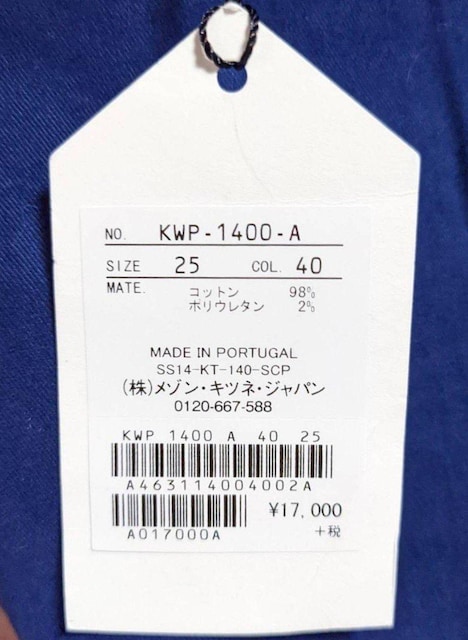 NO. KWP-1400-A
SIZE 25 COL. 40
MATE. コットン 98%
ポリウレタン 2%
MADE IN PORTUGAL
SS14-KT-140-SCP
(株)メゾン・キツネ・ジャパン
0120-667-588
KWP 1400 A 40 25
A463114004002A
¥17,000
+税
A017000A